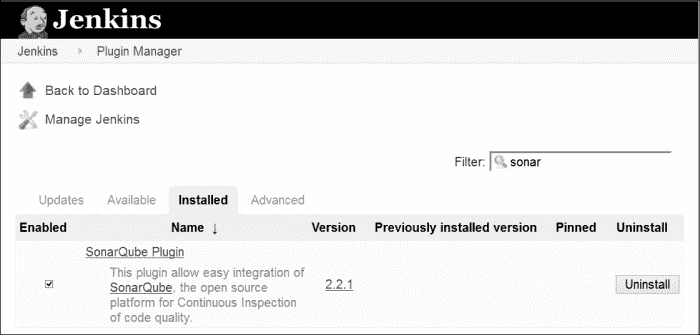 Jenkins
Jenkins Plugin Manager
Back to Dashboard
Manage Jenkins
Filter: sonar
Updates Available Installed Advanced
Enabled Name ↓ Version Previously installed version Pinned Uninstall
SonarQube Plugin
This plugin allow easy integration of
SonarQube, the open source
platform for Continuous Inspection
of code quality.
2.2.1
Uninstall